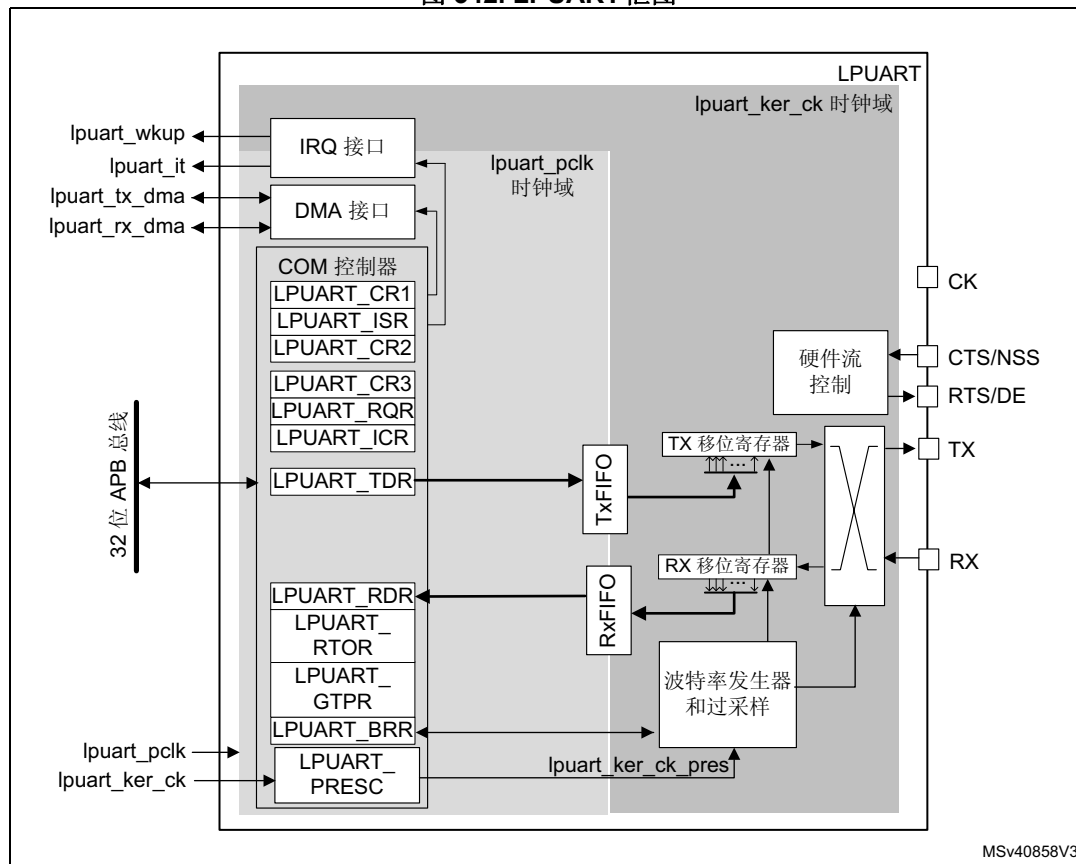 LPUART
lpuart_ker_ck 时钟域
lpuart_wkup
IRQ 接口
lpuart_it
lpuart_pclk
时钟域
lpuart_tx_dma
DMA 接口
lpuart_rx_dma
COM 控制器
LPUART_CR1
LPUART_ISR
LPUART_CR2
CK
硬件流
控制
CTS/NSS
RTS/DE
LPUART_CR3
LPUART_RQR
LPUART_ICR
32 位 APB 总线
LPUART_TDR
TxFIFO
TX 移位寄存器
...
TX
RX 移位寄存器
...
RX
LPUART_RDR
RxFIFO
LPUART_
RTOR
LPUART_
GTPR
波特率发生器
和过采样
LPUART_BRR
lpuart_pclk
lpuart_ker_ck
LPUART_
PRESC
lpuart_ker_ck_pres
MSv40858V3